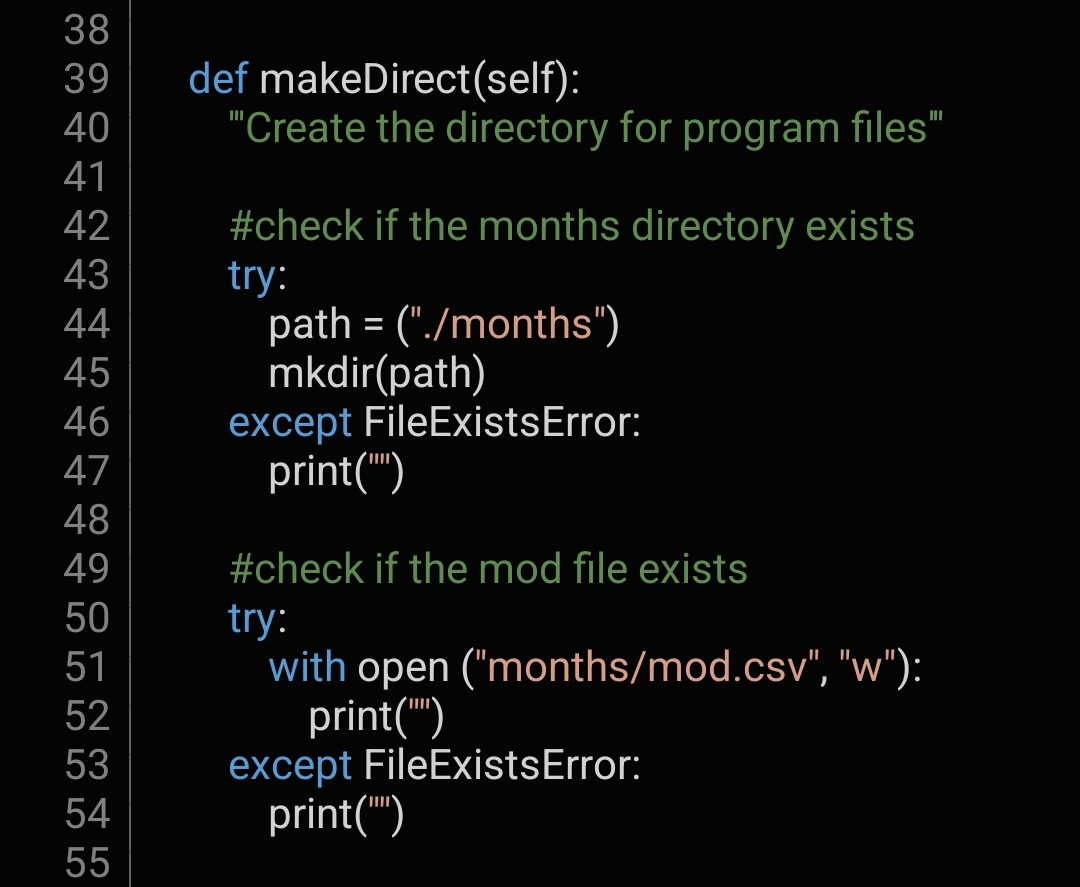 38
39 def makeDirect(self):
40 '''Create the directory for program files'''
41
42 #check if the months directory exists
43 try:
44 path = ("./months")
45 mkdir(path)
46 except FileExistsError:
47 print("")
48
49 #check if the mod file exists
50 try:
51 with open ("months/mod.csv", "w"):
52 print("")
53 except FileExistsError:
54 print("")
55